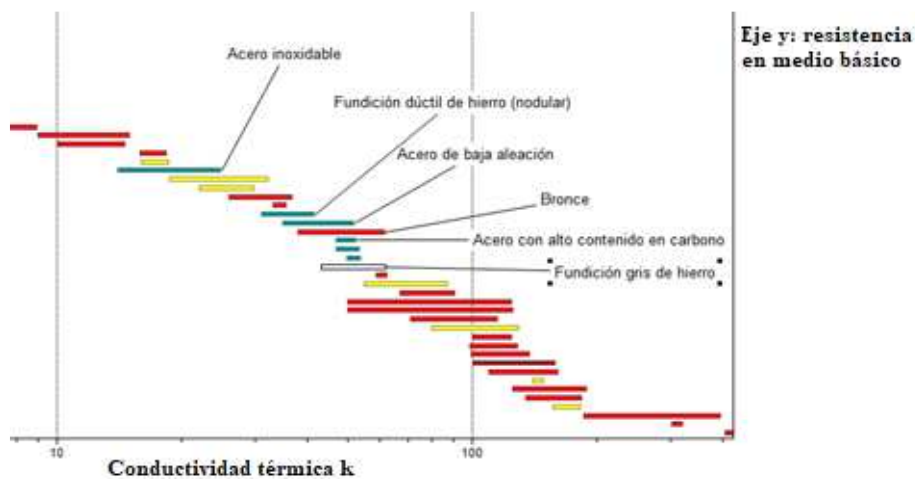 Eje y: resistencia
en medio básico
Acero inoxidable
Fundición dúctil de hierro (nodular)
Acero de baja aleación
Bronce
Acero con alto contenido en carbono
Fundición gris de hierro
10
100
Conductividad térmica k